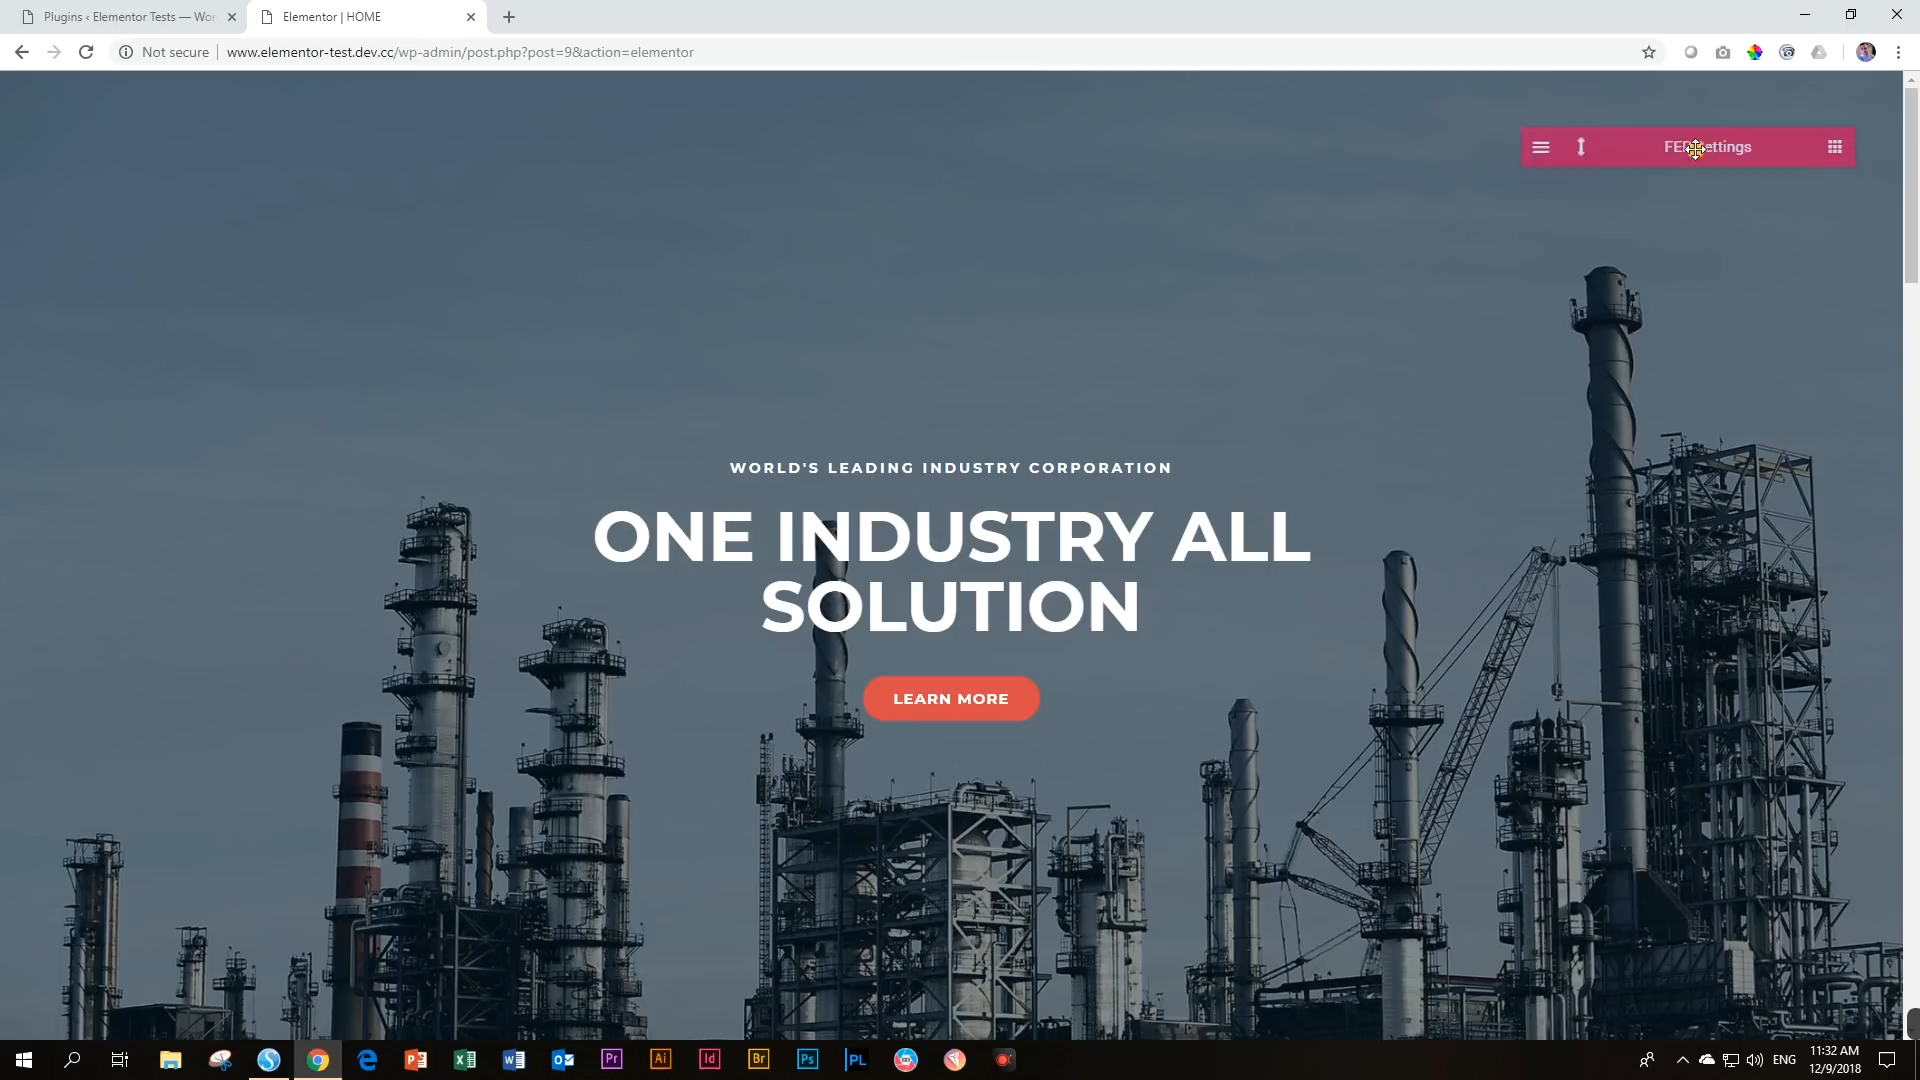 Plugins ‹ Elementor Tests — Wor
Elementor | HOME
Not secure
www.elementor-test.dev.cc/wp-admin/post.php?post=9&action=elementor
WORLD'S LEADING INDUSTRY CORPORATION
ONE INDUSTRY ALL
SOLUTION
LEARN MORE
Pr
Ai
Id
Br
Ps
PL
ENG
11:32 AM
12/9/2018